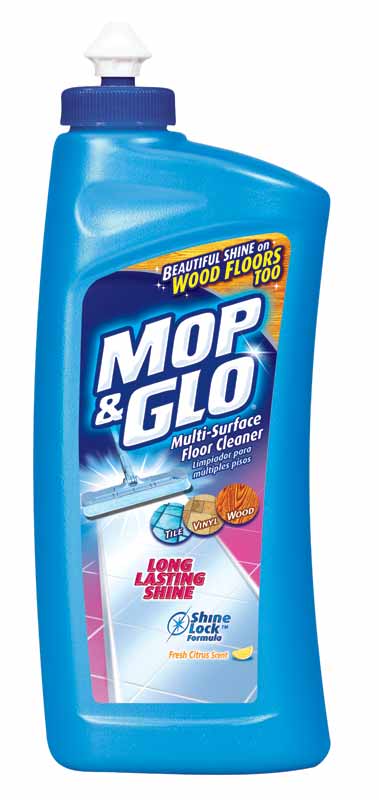 BEAUTIFUL SHINE on
WOOD FLOORS
TOO
MOP
& GLO®
Multi-Surface
Floor Cleaner
Limpiador para
múltiples pisos
TILE
VINYL
WOOD
LONG
LASTING
SHINE
Shine
Lock™
Formula
Fresh Citrus Scent